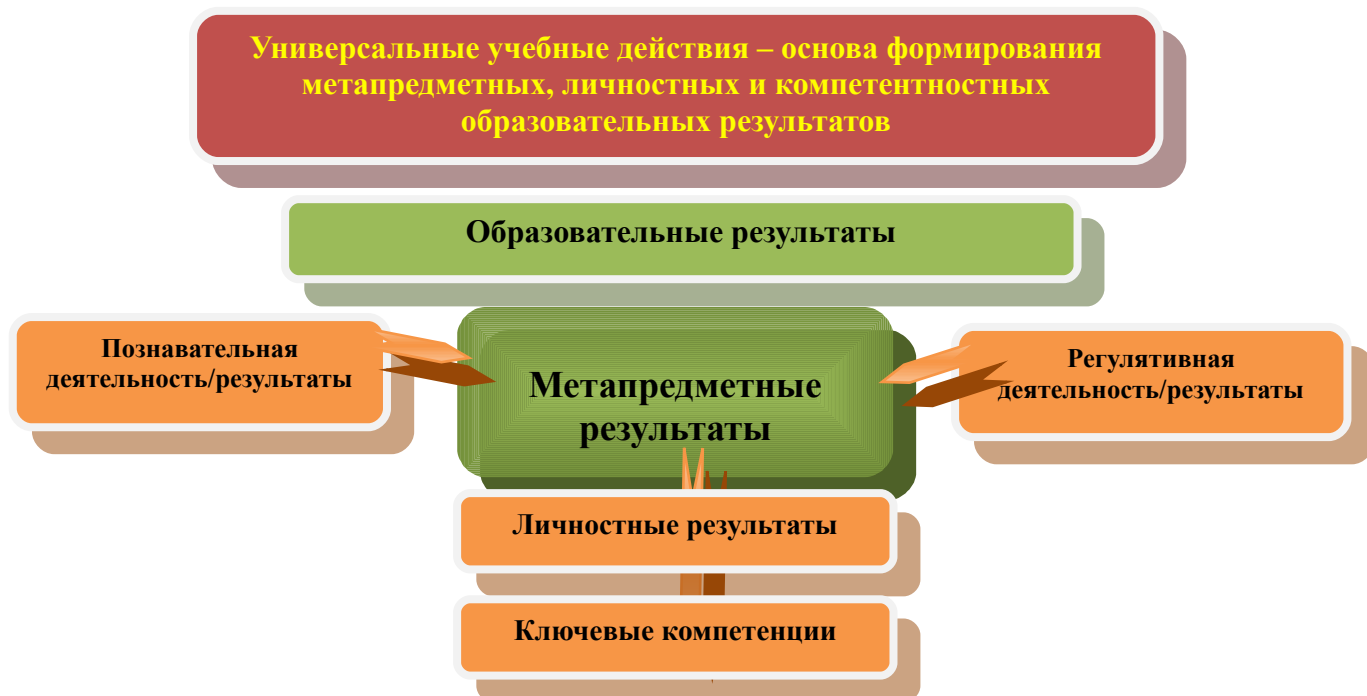 Универсальные учебные действия – основа формирования
метапредметных, личностных и компетентностных
образовательных результатов
Образовательные результаты
Познавательная
деятельность/результаты
Метапредметные
результаты
Регулятивная
деятельность/результаты
Личностные результаты
Ключевые компетенции